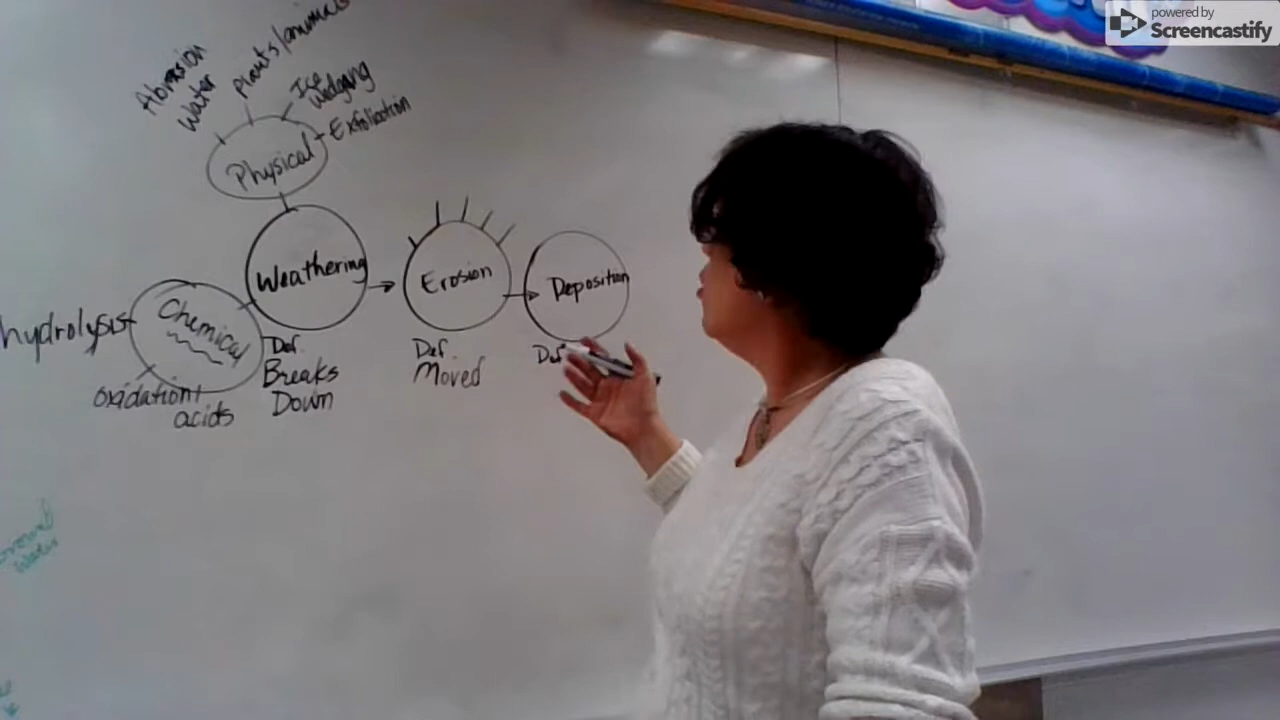 powered by
Screencastify
Abrasion
Water
Plants/animals
Ice
Wedging
Exfoliation
Physical
Weathering
Erosion
Deposition
hydrolysis
Chemical
oxidation
acids
Def
Breaks
Down
Def
Moved
Def